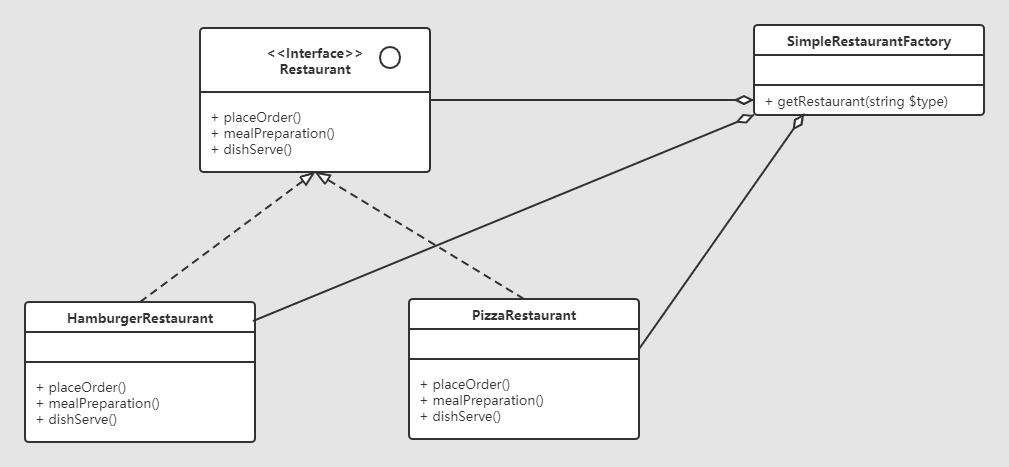 <<Interface>>
Restaurant
+ placeOrder()
+ mealPreparation()
+ dishServe()
SimpleRestaurantFactory
+ getRestaurant(string $type)
HamburgerRestaurant
+ placeOrder()
+ mealPreparation()
+ dishServe()
PizzaRestaurant
+ placeOrder()
+ mealPreparation()
+ dishServe()